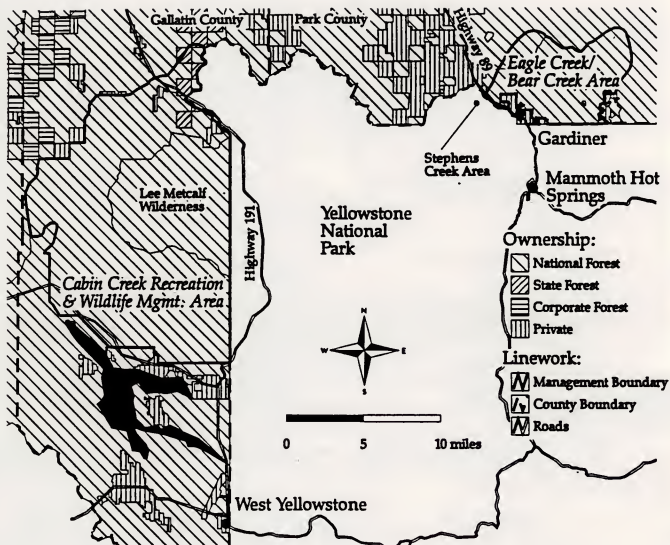 Gallatin County
Park County
Highway 89
Eagle Creek/
Bear Creek Area
Gardiner
Stephens
Creek Area
Mammoth Hot
Springs
Lee Metcalf
Wilderness
Highway 191
Yellowstone
National
Park
Cabin Creek Recreation
& Wildlife Mgmt. Area
N
W
E
S
0 5 10 miles
West Yellowstone
Ownership:
National Forest
State Forest
Corporate Forest
Private
Linework:
Management Boundary
County Boundary
Roads